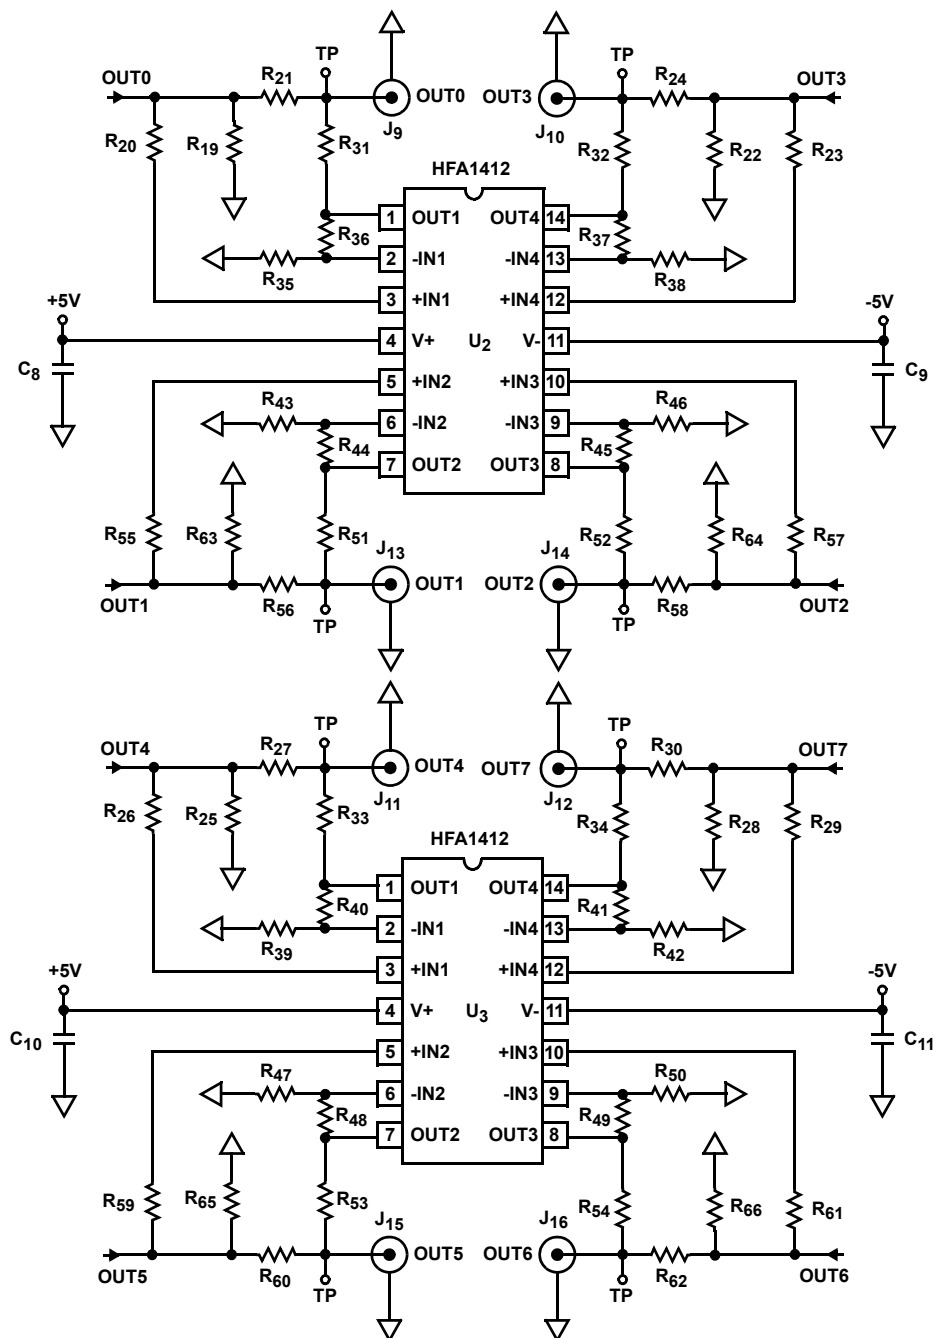 TP TP
OUT0 R21 R24 OUT3
OUT0 OUT3
J9 J10
R20 R19 R31 R32 R22 R23
HFA1412
1 OUT1 OUT4 14
R36 R37
2 -IN1 -IN4 13
R35 R38
3 +IN1 +IN4 12
+5V -5V
4 V+ U2 V- 11
C8 C9
5 +IN2 +IN3 10
R43 R46
6 -IN2 -IN3 9
R44 R45
7 OUT2 OUT3 8
R55 R63 R51 R52 R64 R57
J13 J14
OUT1 OUT2
OUT1 R56 R58 OUT2
TP TP
TP TP
OUT4 R27 R30 OUT7
OUT4 OUT7
J11 J12
R26 R25 R33 R34 R28 R29
HFA1412
1 OUT1 OUT4 14
R40 R41
2 -IN1 -IN4 13
R39 R42
3 +IN1 +IN4 12
+5V -5V
4 V+ U3 V- 11
C10 C11
5 +IN2 +IN3 10
R47 R50
6 -IN2 -IN3 9
R48 R49
7 OUT2 OUT3 8
R59 R65 R53 R54 R66 R61
J15 J16
OUT5 OUT6
OUT5 R60 R62 OUT6
TP TP